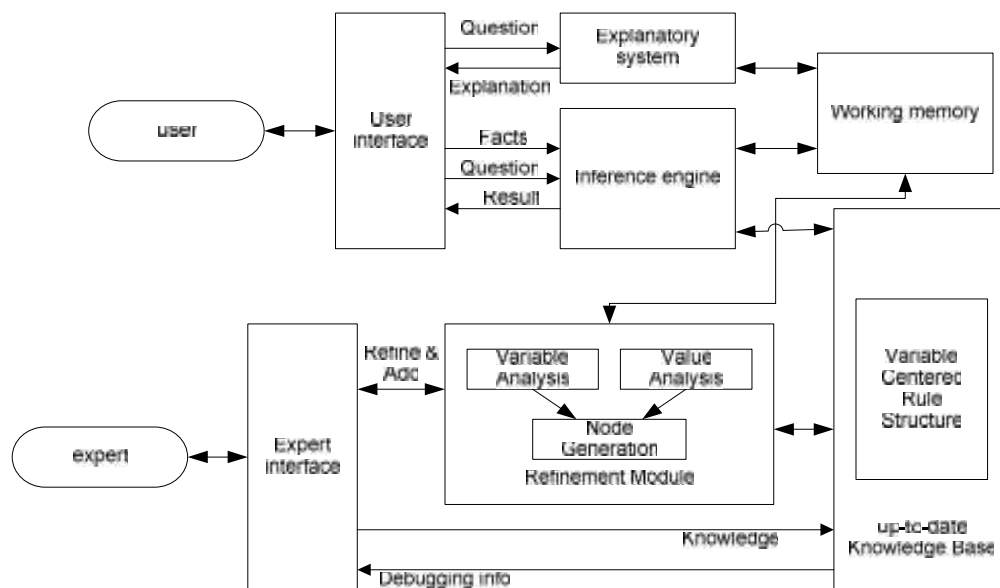 Question
Explanatory
system
Explanation
user
User
interface
Facts
Question
Result
Inference engine
Working memory
Refine &
Add
Variable
Analysis
Value
Analysis
Node
Generation
Refinement Module
expert
Expert
interface
Variable
Centered
Rule
Structure
Knowledge
up-to-date
Knowledge Base
Debugging info